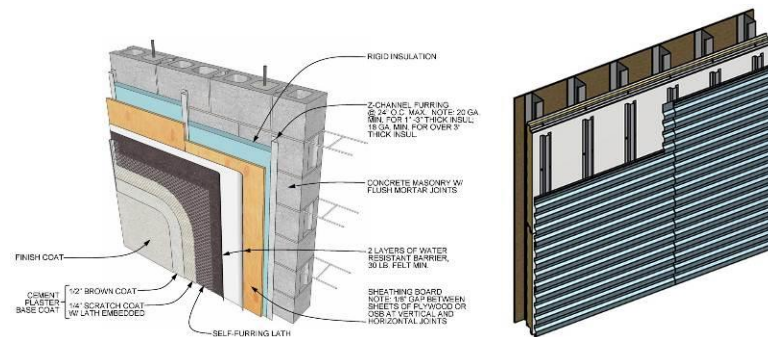 RIGID INSULATION
Z-CHANNEL FURRING
@ 24" O.C. MAX. NOTE: 20 GA.
MIN. FOR 1"-3" THICK INSUL;
18 GA. MIN. FOR OVER 3'
THICK INSUL.
CONCRETE MASONRY W/
FLUSH MORTAR JOINTS
2 LAYERS OF WATER
RESISTANT BARRIER,
30 LB. FELT MIN.
SHEATHING BOARD
NOTE: 1/8" GAP BETWEEN
SHEETS OF PLYWOOD OR
OSB AT VERTICAL AND
HORIZONTAL JOINTS
FINISH COAT
CEMENT
PLASTER
BASE COAT
1/2" BROWN COAT
1/4" SCRATCH COAT
W/ LATH EMBEDDED
SELF-FURRING LATH